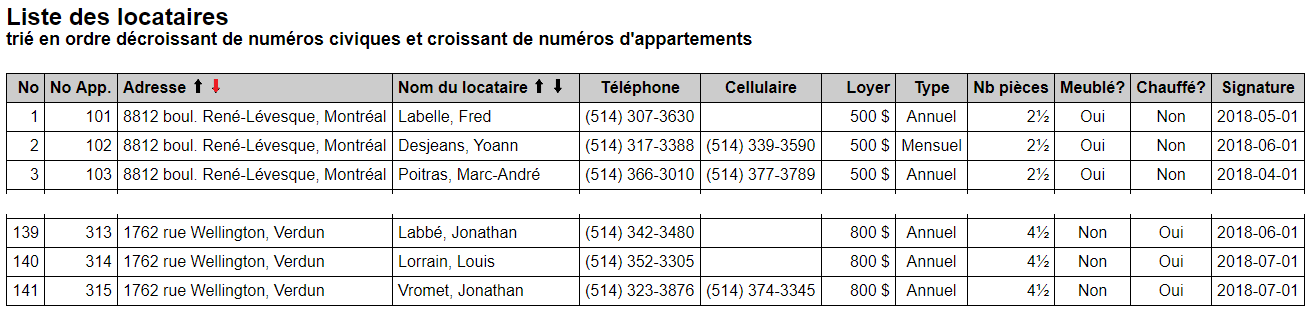 Liste des locataires
trié en ordre décroissant de numéros civiques et croissant de numéros d'appartements
No No App. Adresse ⬆ ⬇ Nom du locataire ⬆ ⬇ Téléphone Cellulaire Loyer Type Nb pièces Meublé? Chauffé? Signature
1 101 8812 boul. René-Lévesque, Montréal Labelle, Fred (514) 307-3630 500 $ Annuel 2½ Oui Non 2018-05-01
2 102 8812 boul. René-Lévesque, Montréal Desjeans, Yoann (514) 317-3388 (514) 339-3590 500 $ Mensuel 2½ Oui Non 2018-06-01
3 103 8812 boul. René-Lévesque, Montréal Poitras, Marc-André (514) 366-3010 (514) 377-3789 500 $ Annuel 2½ Oui Non 2018-04-01
139 313 1762 rue Wellington, Verdun Labbé, Jonathan (514) 342-3480 800 $ Annuel 4½ Non Oui 2018-06-01
140 314 1762 rue Wellington, Verdun Lorrain, Louis (514) 352-3305 800 $ Annuel 4½ Non Oui 2018-07-01
141 315 1762 rue Wellington, Verdun Vromet, Jonathan (514) 323-3876 (514) 374-3345 800 $ Annuel 4½ Non Oui 2018-07-01